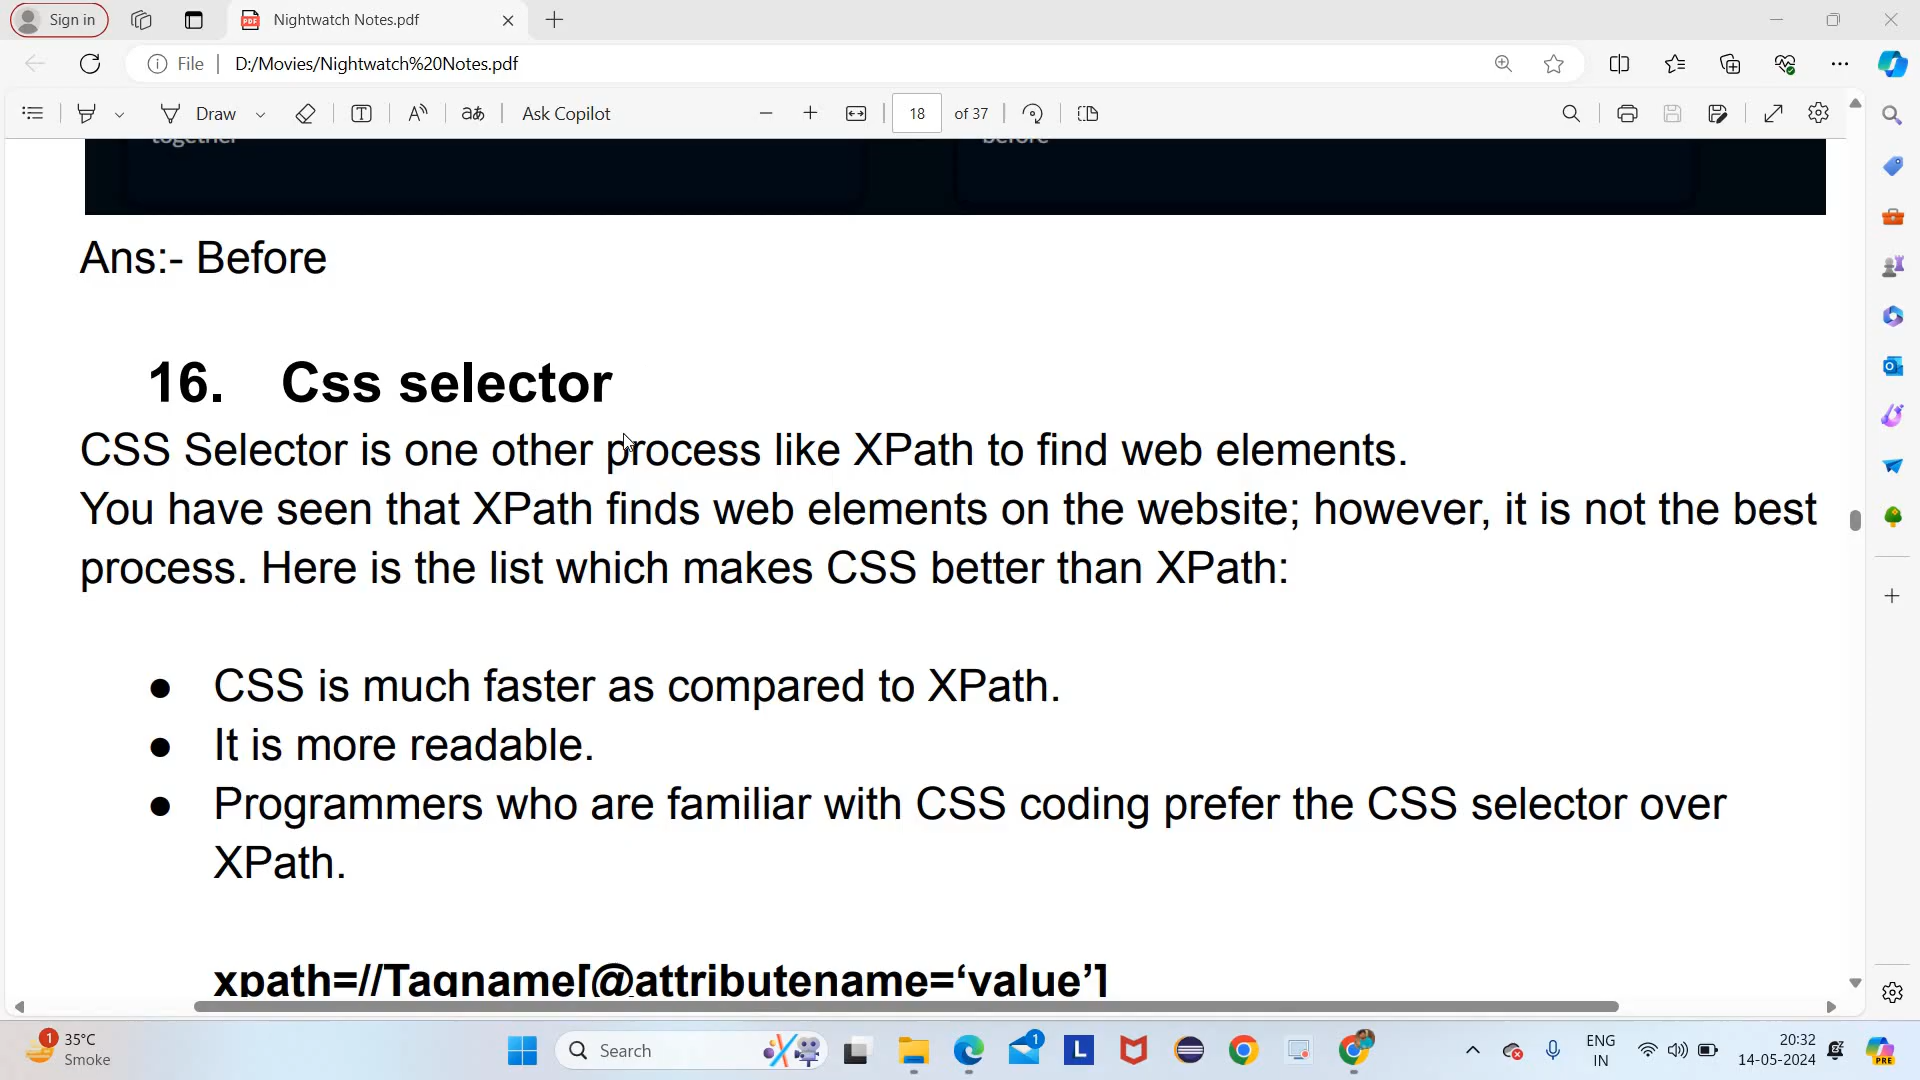 Sign in
Nightwatch Notes.pdf
File
D:/Movies/Nightwatch%20Notes.pdf
Draw
Ask Copilot
18
of 37
together
before
Ans:- Before
16. Css selector
CSS Selector is one other process like XPath to find web elements.
You have seen that XPath finds web elements on the website; however, it is not the best
process. Here is the list which makes CSS better than XPath:
● CSS is much faster as compared to XPath.
● It is more readable.
● Programmers who are familiar with CSS coding prefer the CSS selector over
XPath.
xpath=//Tagname[@attributename=‘value’]
1
35°C
Smoke
Search
1
L
ENG
IN
20:32
14-05-2024
PRE